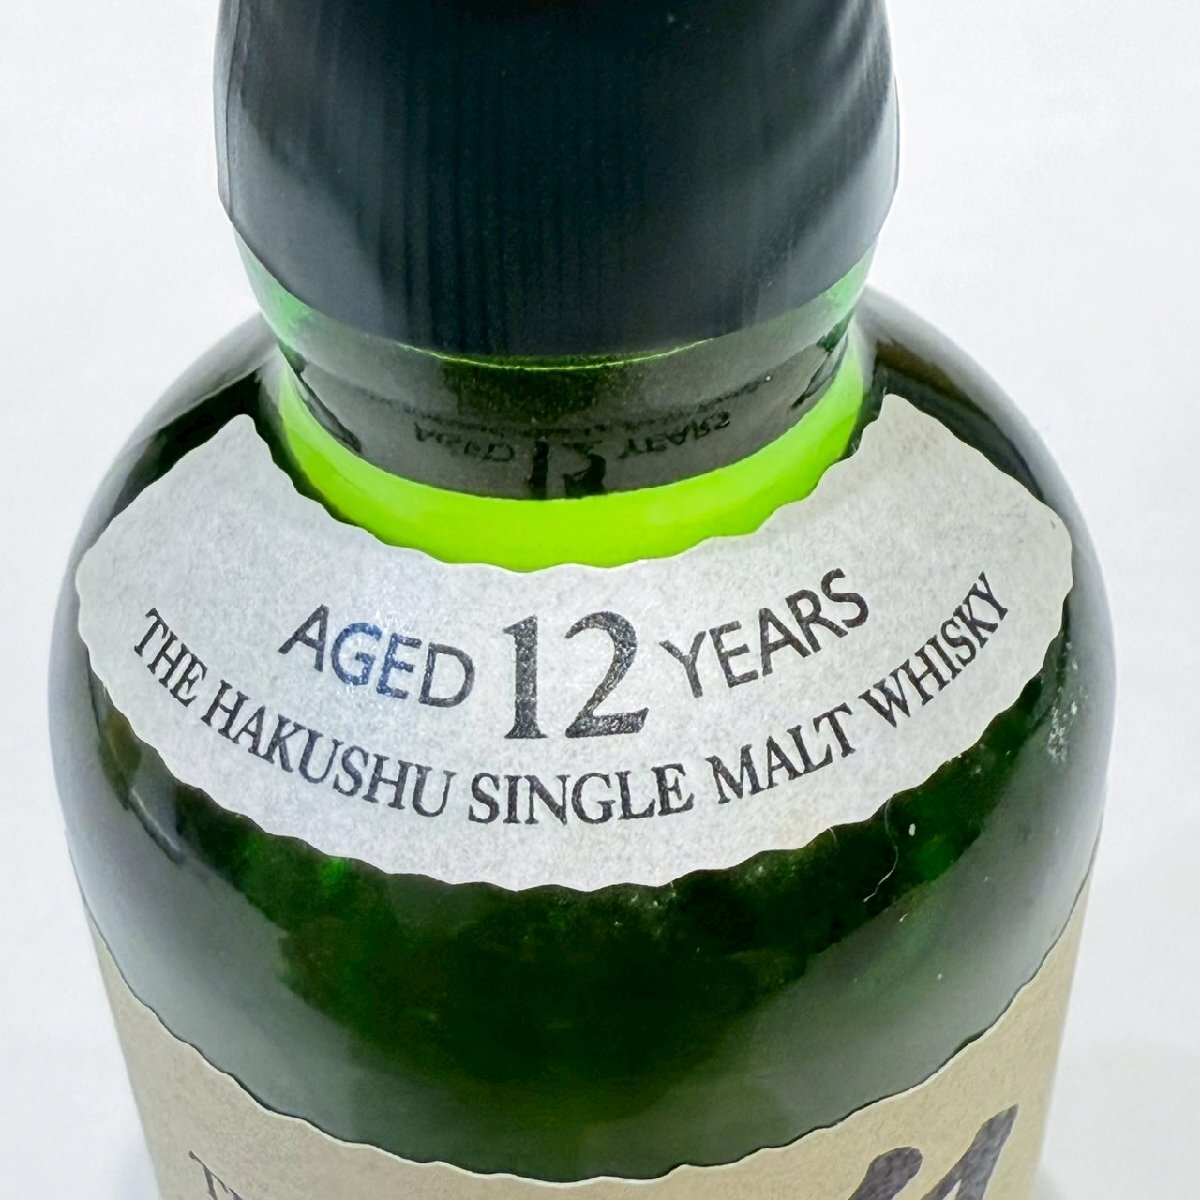 AGED 12 YEARS
THE HAKUSHU SINGLE MALT WHISKY